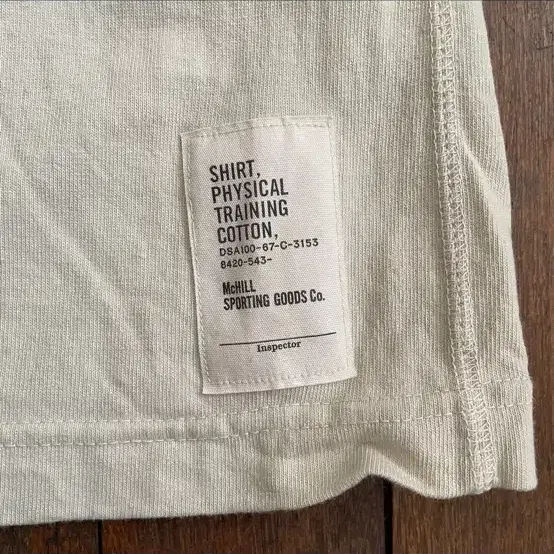 SHIRT,
PHYSICAL
TRAINING
COTTON,
DSA100-67-C-3153
8420-543-
McHILL
SPORTING GOODS Co.
Inspector